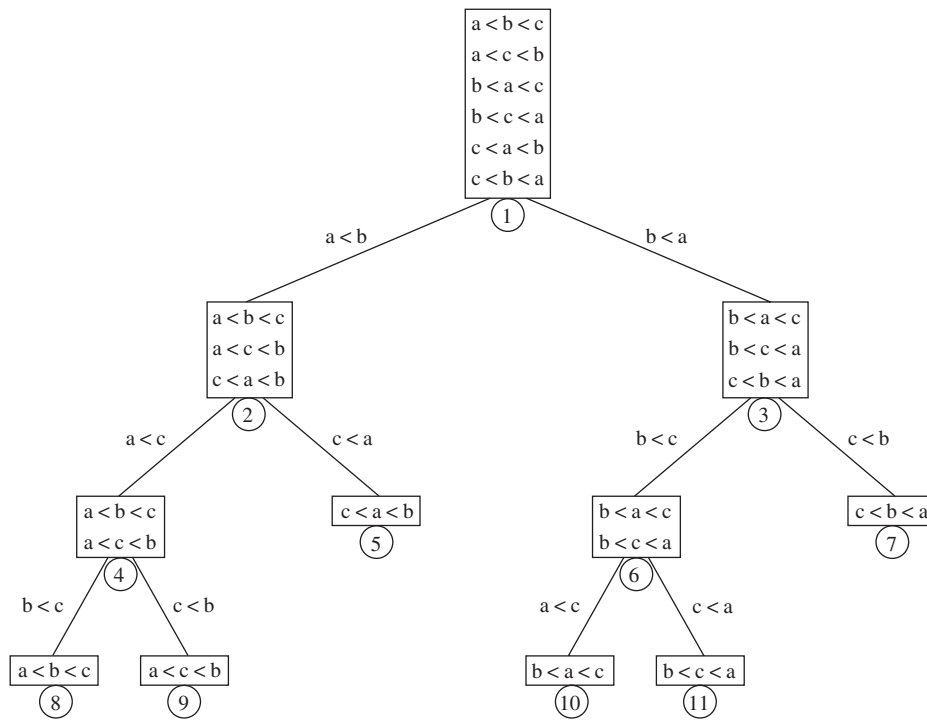 a < b < c
a < c < b
b < a < c
b < c < a
c < a < b
c < b < a
1
a < b
b < a
a < b < c
a < c < b
c < a < b
2
b < a < c
b < c < a
c < b < a
3
a < c
c < a
b < c
c < b
a < b < c
a < c < b
4
c < a < b
5
b < a < c
b < c < a
6
c < b < a
7
b < c
c < b
a < c
c < a
a < b < c
8
a < c < b
9
b < a < c
10
b < c < a
11